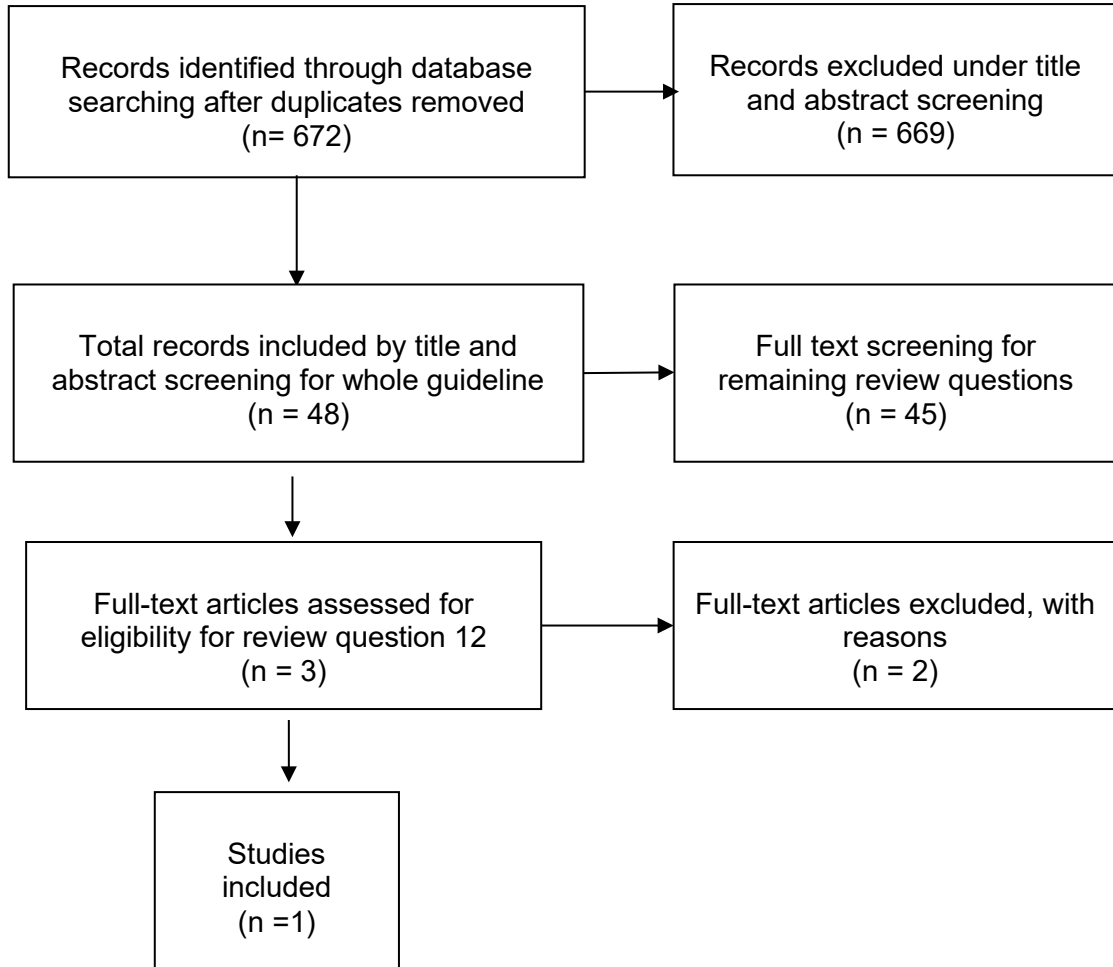 Records identified through database
searching after duplicates removed
(n= 672)
Records excluded under title
and abstract screening
(n = 669)
Total records included by title and
abstract screening for whole guideline
(n = 48)
Full text screening for
remaining review questions
(n = 45)
Full-text articles assessed for
eligibility for review question 12
(n = 3)
Full-text articles excluded, with
reasons
(n = 2)
Studies
included
(n =1)